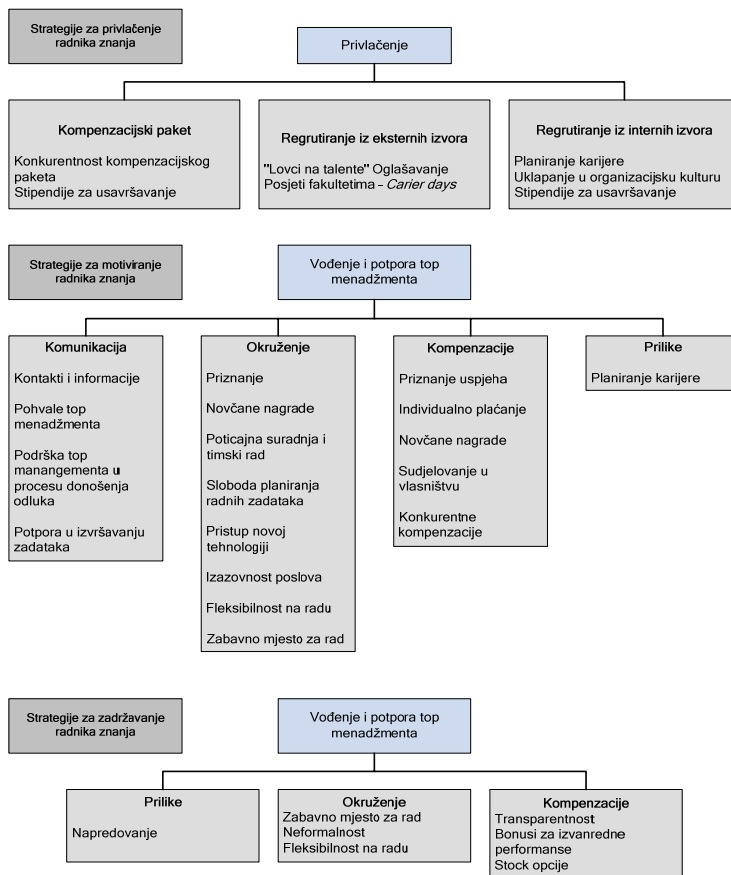 Strategije za privlačenje
radnika znanja
Privlačenje
Kompenzacijski paket
Konkurentnost kompenzacijskog
paketa
Stipendije za usavršavanje
Regrutiranje iz eksternih izvora
"Lovci na talente" Oglašavanje
Posjeti fakultetima – Carier days
Regrutiranje iz internih izvora
Planiranje karijere
Uklapanje u organizacijsku kulturu
Stipendije za usavršavanje
Strategije za motiviranje
radnika znanja
Vođenje i potpora top
menadžmenta
Komunikacija
Kontakti i informacije
Pohvale top
menadžmenta
Podrška top
manangementa u
procesu donošenja
odluka
Potpora u izvršavanju
zadataka
Okruženje
Priznanje
Novčane nagrade
Poticajna suradnja i
timski rad
Sloboda planiranja
radnih zadataka
Pristup novoj
tehnologiji
Izazovnost poslova
Fleksibilnost na radu
Zabavno mjesto za rad
Kompenzacije
Priznanje uspjeha
Individualno plaćanje
Novčane nagrade
Sudjelovanje u
vlasništvu
Konkurentne
kompenzacije
Prilike
Planiranje karijere
Strategije za zadržavanje
radnika znanja
Vođenje i potpora top
menadžmenta
Prilike
Napredovanje
Okruženje
Zabavno mjesto za rad
Neformalnost
Fleksibilnost na radu
Kompenzacije
Transparentnost
Bonusi za izvanredne
performanse
Stock opcije